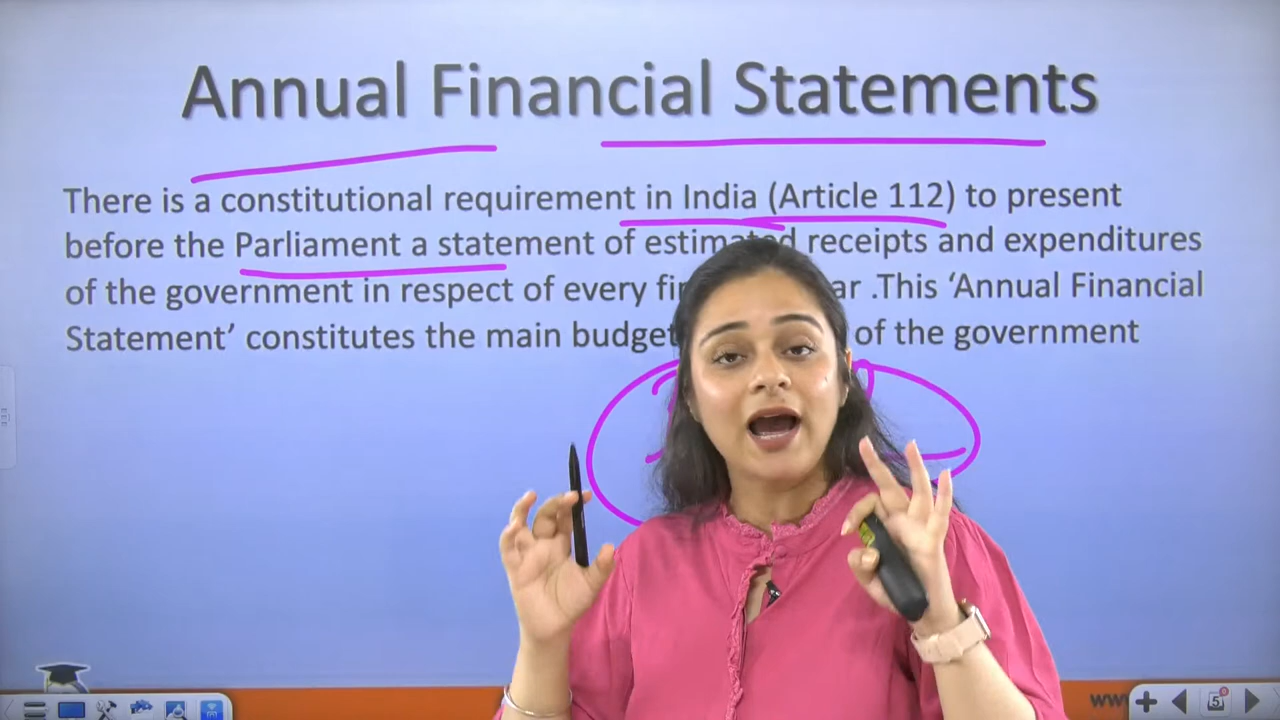 Annual Financial Statements
There is a constitutional requirement in India (Article 112) to present
before the Parliament a statement of estimated receipts and expenditures
of the government in respect of every .This ‘Annual Financial
Statement’ constitutes the main budget of the government
5